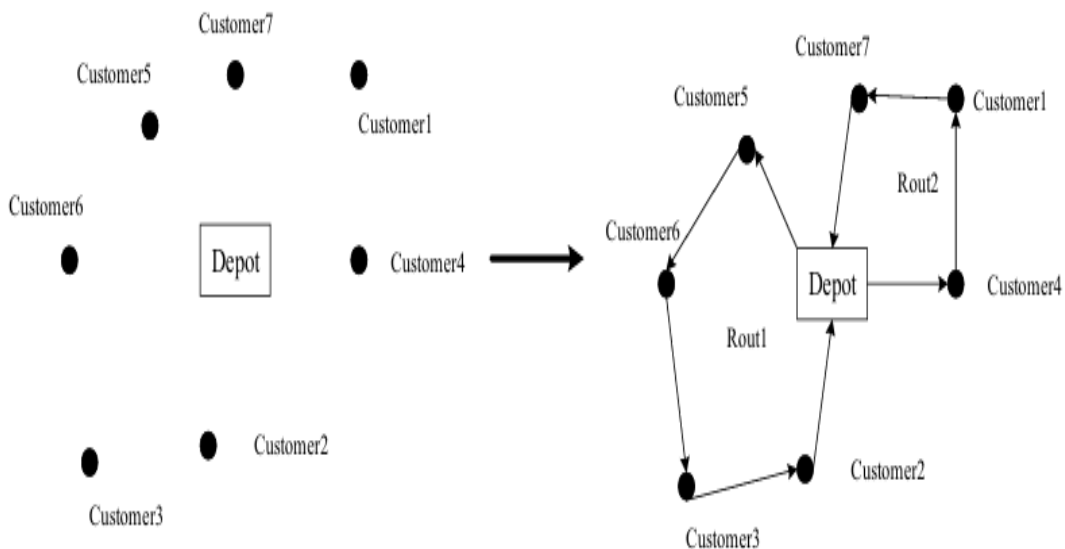 Customer7
Customer5
Customer1
Customer6
Depot
Customer4
Customer2
Customer3
Customer7
Customer5
Customer1
Rout2
Customer6
Depot
Customer4
Rout1
Customer2
Customer3